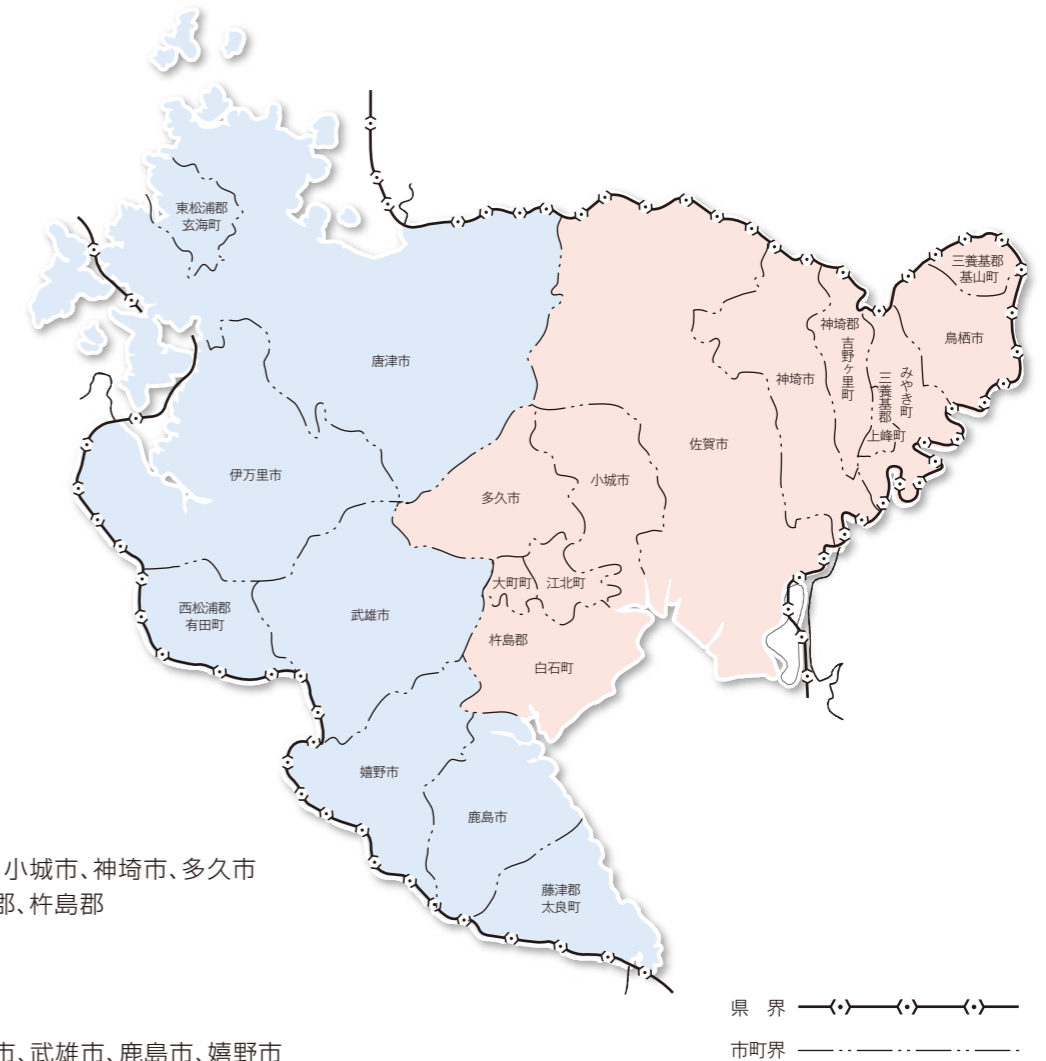 東松浦郡
玄海町
三養基郡
基山町
神埼郡
吉野ヶ里町
鳥栖市
唐津市
神埼市
三養基郡
みやき町
上峰町
佐賀市
伊万里市
多久市
小城市
大町町
江北町
西松浦郡
有田町
武雄市
杵島郡
白石町
嬉野市
鹿島市
小城市、神埼市、多久市
郡、杵島郡
藤津郡
太良町
県 界
市、武雄市、鹿島市、嬉野市
市町界